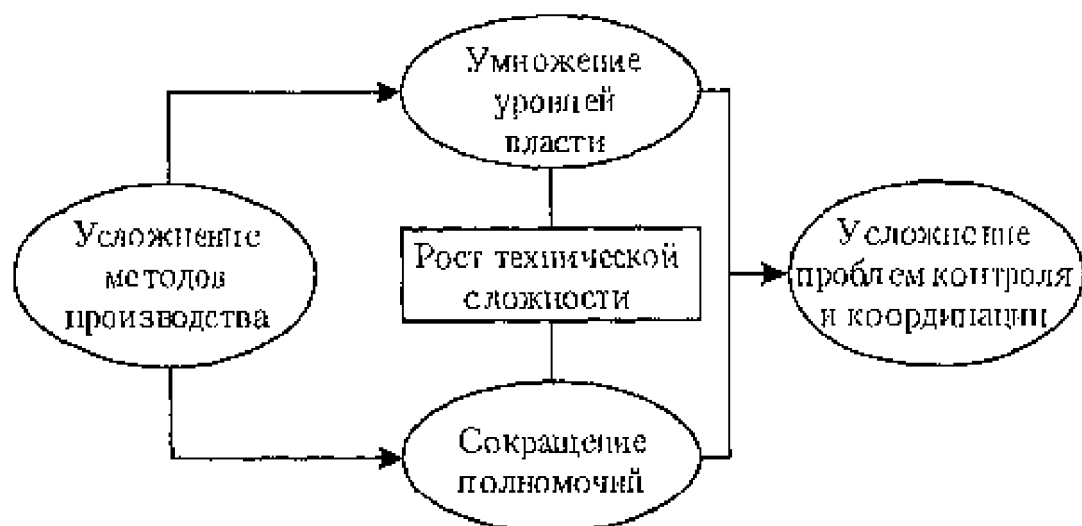 Умножение
уровней
власти
Усложнение
методов
производства
Рост технической
сложности
Усложнение
проблем контроля
и координации
Сокращение
полномочий